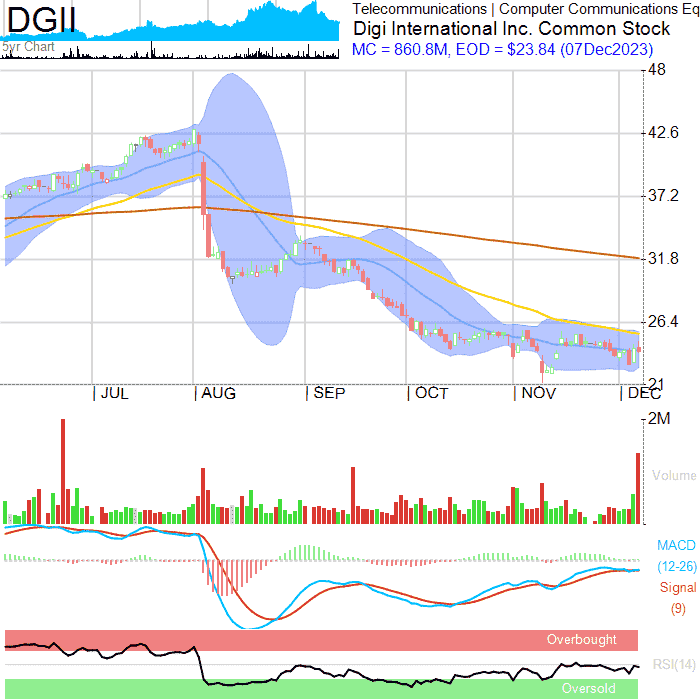 DGII
5yr Chart
Telecommunications | Computer Communications Eq
Digi International Inc. Common Stock
MC = 860.8M, EOD = $23.84 (07Dec2023)
48
42.6
37.2
31.8
26.4
21
JUL AUG SEP OCT NOV DEC
2M
Volume
MACD
(12-26)
Signal
(9)
Overbought
RSI(14)
Oversold